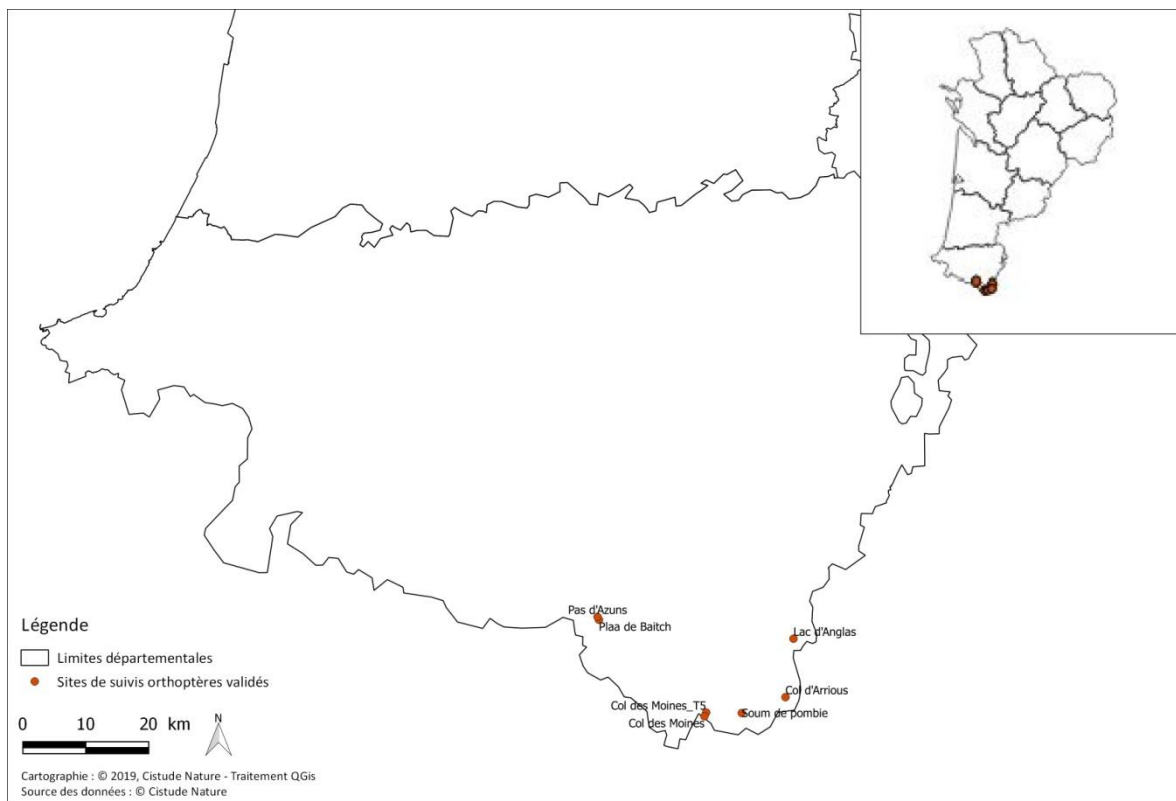 Pas d'Azuns
Plaa de Baitch
Lac d'Anglas
Col d'Arrious
Col des Moines_T5
Soum de pombie
Col des Moines
Légende
Limites départementales
Sites de suivis orthoptères validés
0 10 20 km
N
Cartographie : © 2019, Cistude Nature - Traitement QGis
Source des données : © Cistude Nature